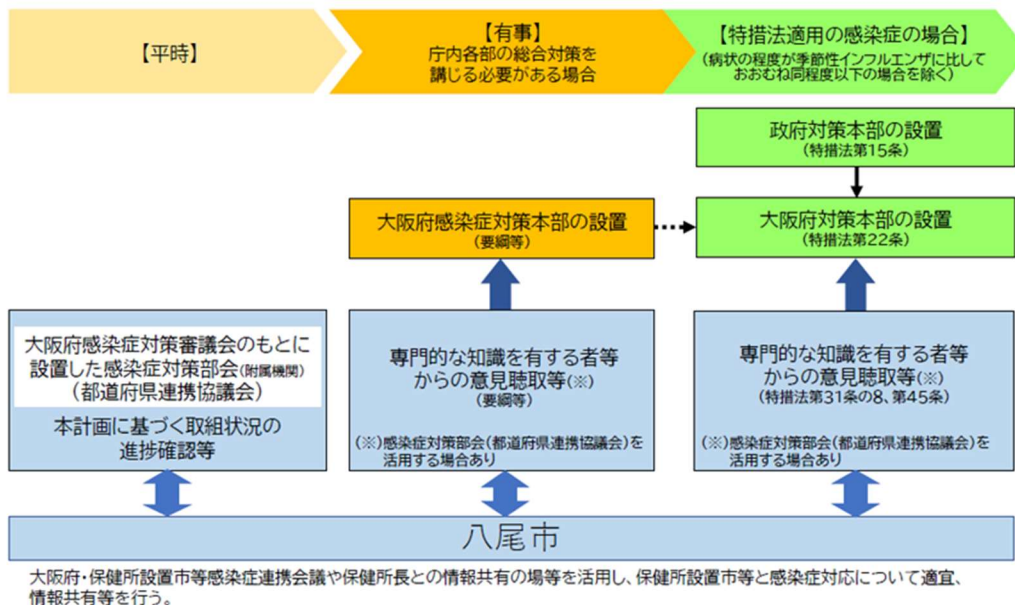 【平時】
【有事】
庁内各部の総合対策を
講じる必要がある場合
【特措法適用の感染症の場合】
(病状の程度が季節性インフルエンザに比して
おおむね同程度以下の場合を除く)
政府対策本部の設置
(特措法第15条)
大阪府感染症対策本部の設置
(要綱等)
大阪府対策本部の設置
(特措法第22条)
大阪府感染症対策審議会のもとに
設置した感染症対策部会(附属機関)
(都道府県連携協議会)
本計画に基づく取組状況の
進捗確認等
専門的な知識を有する者等
からの意見聴取等(※)
(要綱等)
(※)感染症対策部会(都道府県連携協議会)を
活用する場合あり
専門的な知識を有する者等
からの意見聴取等(※)
(特措法第31条の8、第45条)
(※)感染症対策部会(都道府県連携協議会)を
活用する場合あり
八尾市
大阪府・保健所設置市等感染症連携会議や保健所長との情報共有の場等を活用し、保健所設置市等と感染症対応について適宜、
情報共有等を行う。